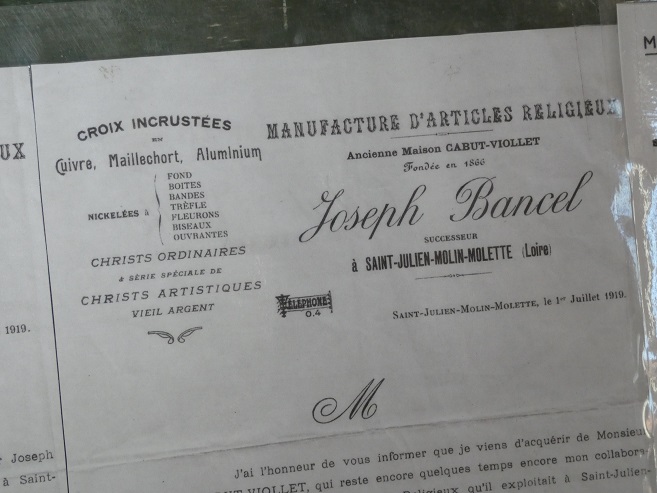 CROIX INCRUSTÉES
EN
Cuivre, Maillechort, Aluminium
NICKELÉES à
FOND
BOITES
BANDES
TRÈFLE
FLEURONS
BISEAUX
OUVRANTES
CHRISTS ORDINAIRES
& SÉRIE SPÉCIALE DE
CHRISTS ARTISTIQUES
VIEIL ARGENT
MANUFACTURE D'ARTICLES RELIGIEUX
Ancienne Maison CABUT-VIOLLET
Fondée en 1866
Joseph Bancel
SUCCESSEUR
à SAINT-JULIEN-MOLIN-MOLETTE (Loire)
TÉLÉPHONE
0.4
SAINT-JULIEN-MOLIN-MOLETTE, le 1er Juillet 1919.
M
J'ai l'honneur de vous informer que je viens d'acquérir de Monsieur
VIOLLET, qui reste encore quelques temps encore mon collabora-
Religieux qu'il exploitait à Saint-Julien-
UX
1919.
Joseph
à Saint-
M